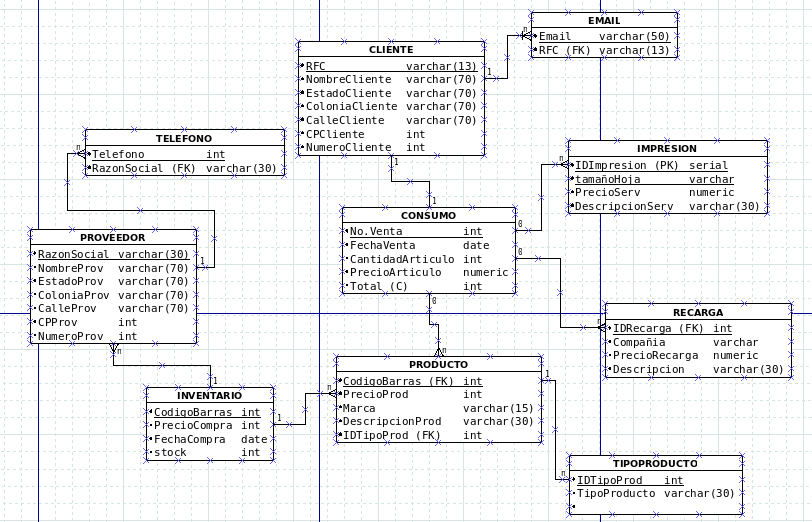 EMAIL
Email varchar(50)
RFC (FK) varchar(13)
n
CLIENTE
RFC varchar(13)
NombreCliente varchar(70)
EstadoCliente varchar(70)
ColoniaCliente varchar(70)
CalleCliente varchar(70)
CPCliente int
NumeroCliente int
1
1
TELEFONO
Telefono int
RazonSocial (FK) varchar(30)
n
IMPRESION
IDImpresion (PK) serial
tamañoHoja varchar
PrecioServ numeric
DescripcionServ varchar(30)
n
CONSUMO
No.Venta int
FechaVenta date
CantidadArticulo int
PrecioArticulo numeric
Total (C) int
1
0
0
0
PROVEEDOR
RazonSocial varchar(30)
NombreProv varchar(70)
EstadoProv varchar(70)
ColoniaProv varchar(70)
CalleProv varchar(70)
CPProv int
NumeroProv int
1
n
RECARGA
IDRecarga (FK) int
Compañia varchar
PrecioRecarga numeric
Descripcion varchar(30)
n
PRODUCTO
CodigoBarras (FK) int
PrecioProd int
Marca varchar(15)
DescripcionProd varchar(30)
IDTipoProd (FK) int
n
n
1
INVENTARIO
CodigoBarras int
PrecioCompra int
FechaCompra date
stock int
1
1
TIPOPRODUCTO
IDTipoProd int
TipoProducto varchar(30)
n